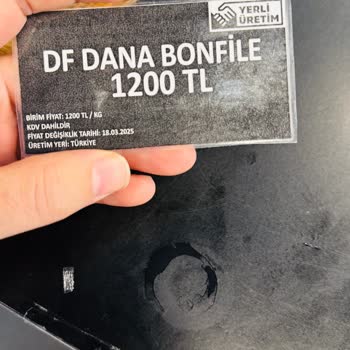 YERLİ
ÜRETİM
DF DANA BONFİLE
1200 TL
BİRİM FİYAT: 1200 TL / KG
KDV DAHİLDİR
FİYAT DEĞİŞİKLİK TARİHİ: 18.03.2025
ÜRETİM YERİ: TÜRKİYE